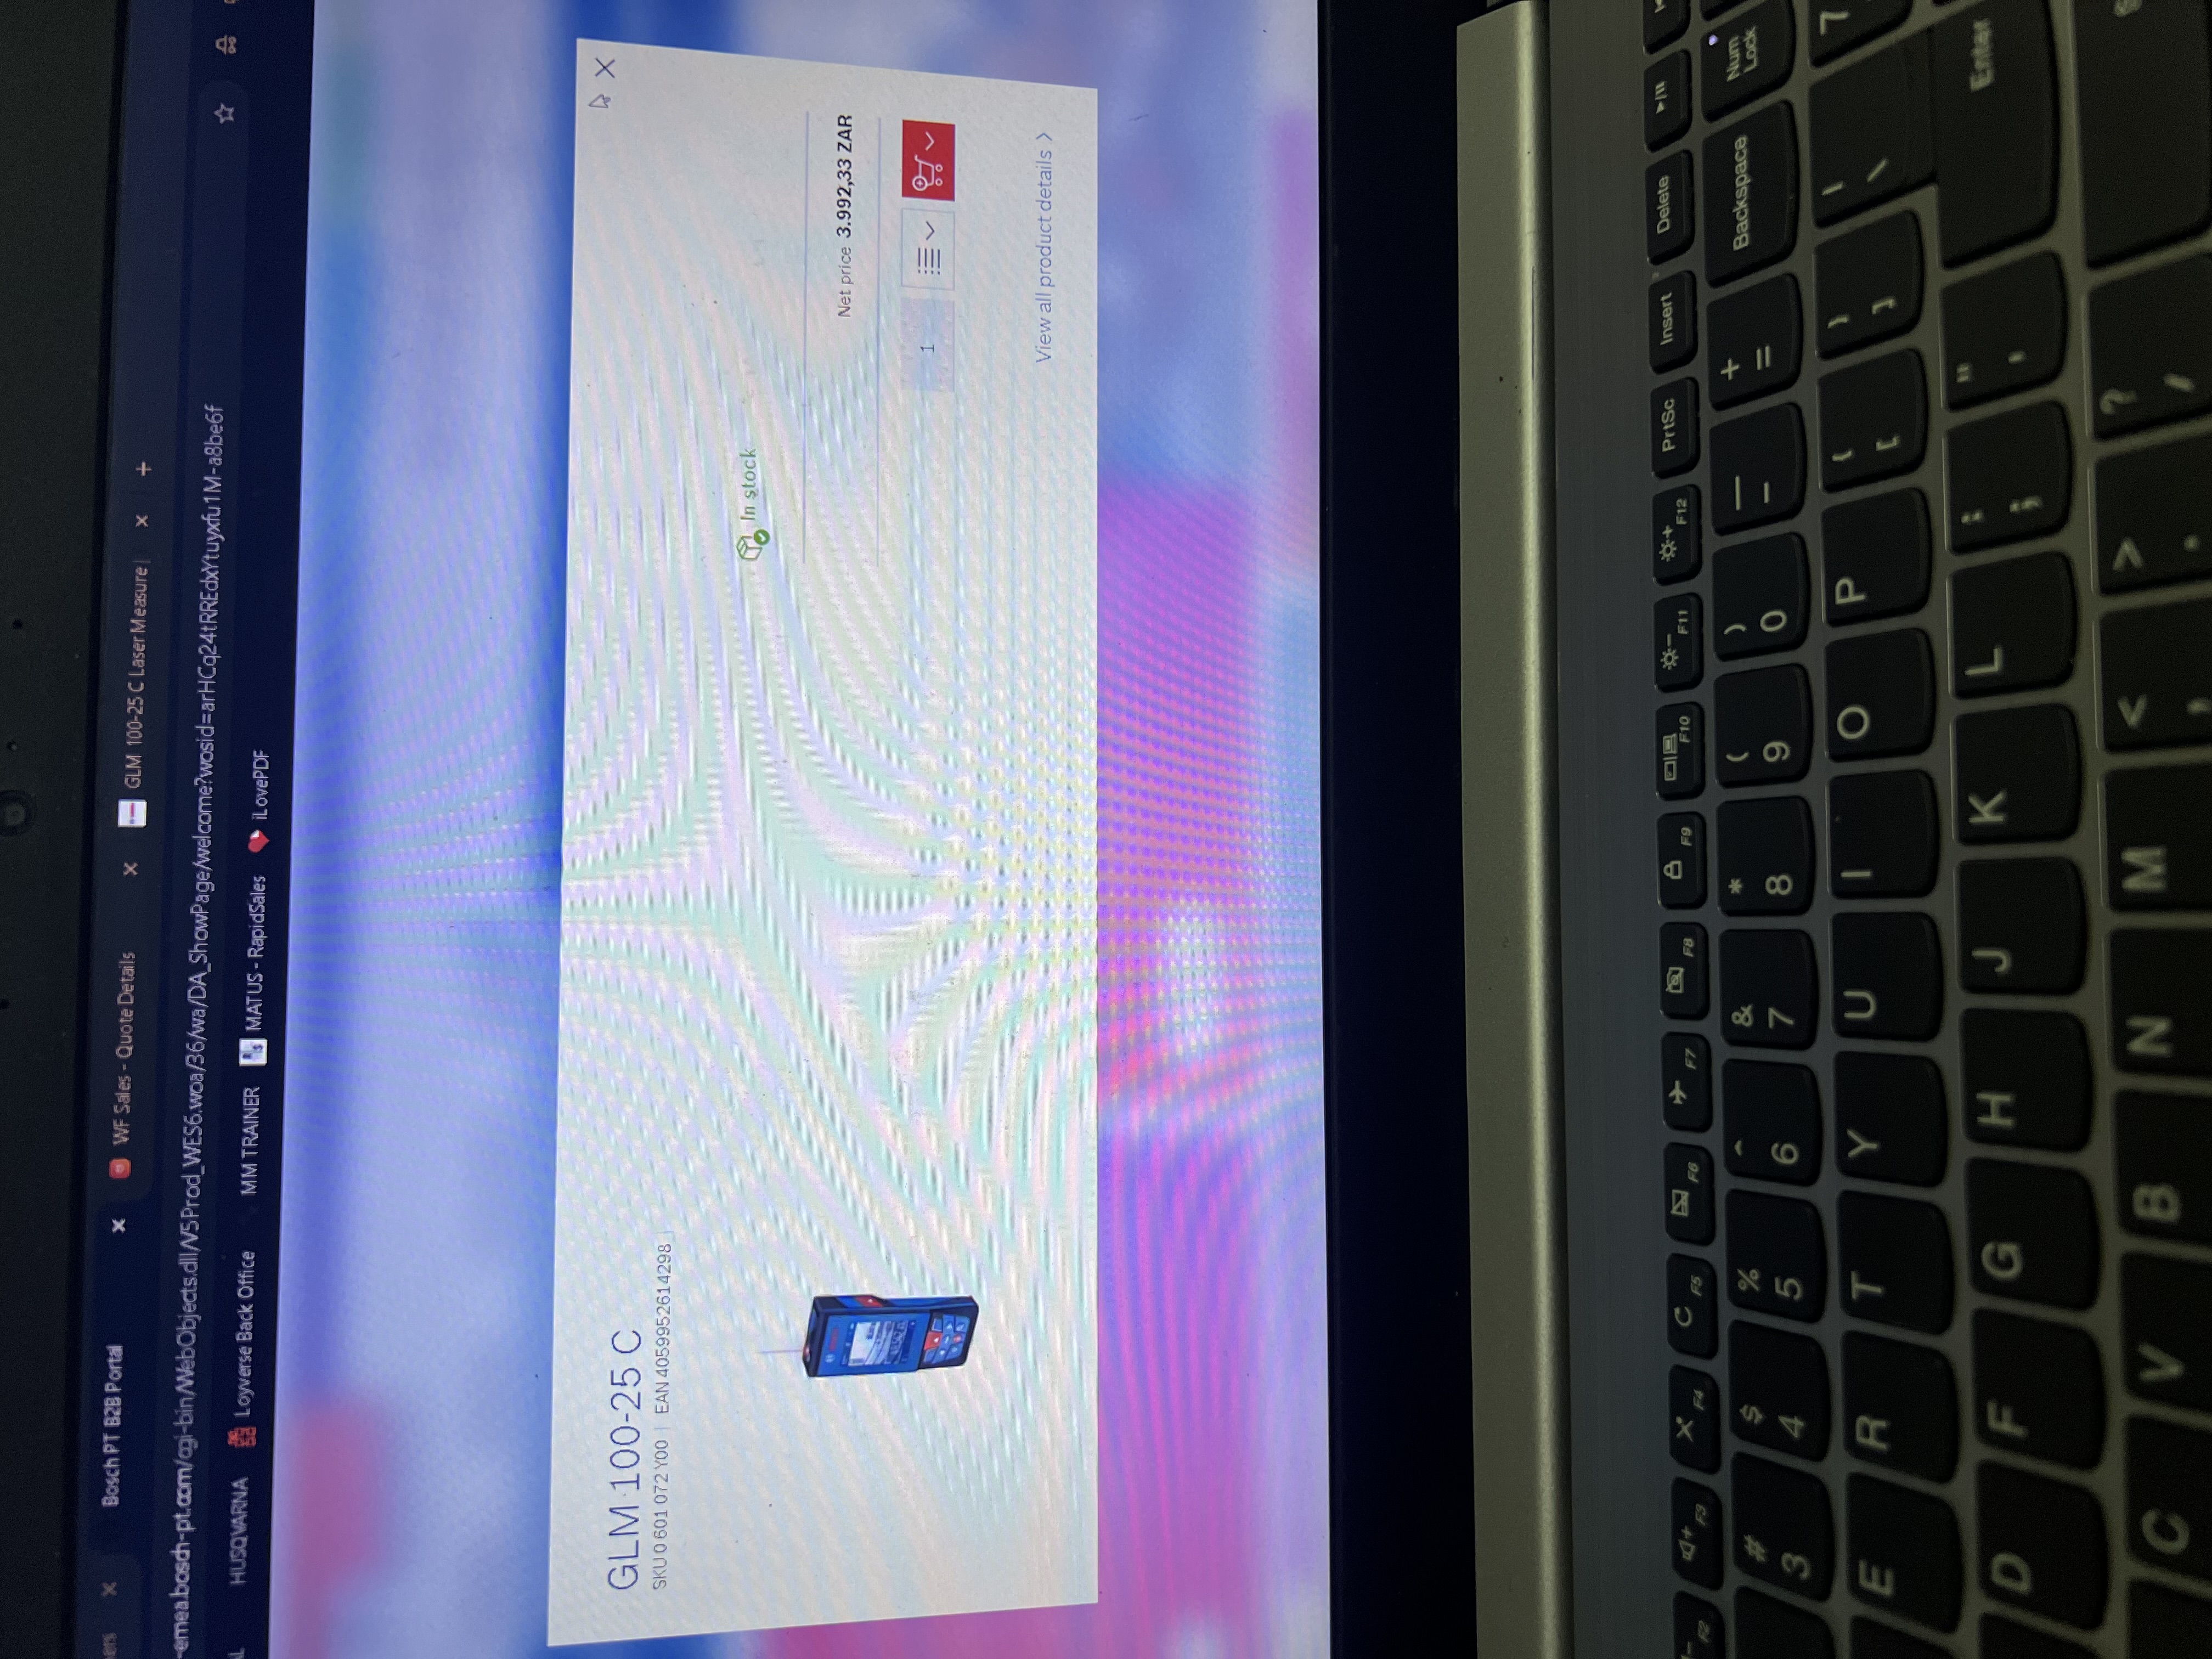 ers
Bosch PT B2B Portal
WF Sales - Quote Details
GLM 100-25 C Laser Measure |
-emea.bosch-pt.com/cgi-bin/WebObjects.dll/V5Prod_WES6.woa/36/wa/DA_ShowPage/welcome?wosid=arHCq24tRREdxYtuyxfu1M-a8be6f
HUSQVARNA
Loyverse Back Office
MM TRAINER
MATUS - RapidSales
iLovePDF
GLM 100-25 C
SKU 0 601 072 Y00 | EAN 4059952614298 |
In stock
Net price 3.992,33 ZAR
1
View all product details >
F2 F3 F4 F5 F6 F7 F8 F9 F10 F11 F12 PrtSc Insert Delete
# $ % ^ & * ( ) — +
3 4 5 6 7 8 9 0 - = Backspace Num Lock
E R T Y U I O P { [ } ] | \ 7
D F G H J K L : ; " ' Enter
C V B N M < , > . ? /